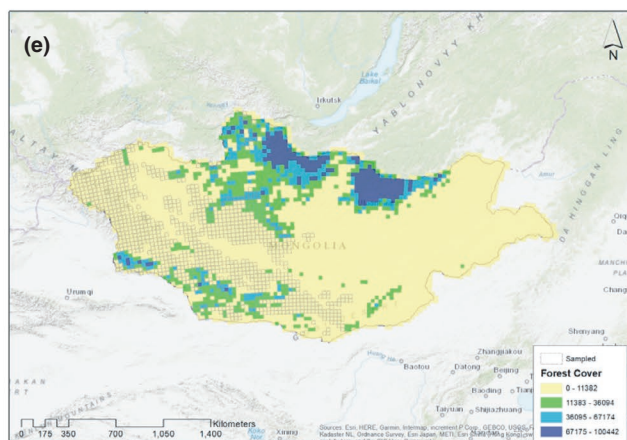 (e)
N
Lake
Baikal
Irkutsk
YABLONOVYY KH
ALTAY M
DA HINGGAN LING
MONGOLIA
Urumqi
MANCHU
PLA
Chang
Shenyang
Zhangjiakou
Baotou
Datong
Beijing
Baoding
Tianjin
Taiyuan
Shijiazhuang
Xining
Sampled
Forest Cover
0 - 11382
11383 - 36094
36095 - 67174
67175 - 100442
Kilometers
0 175 350 700 1,050 1,400
Sources: Esri, HERE, Garmin, Intermap, increment P Corp., GEBCO, USGS,
Kadaster NL, Ordnance Survey, Esri Japan, METI, Esri China (Hong Kong),